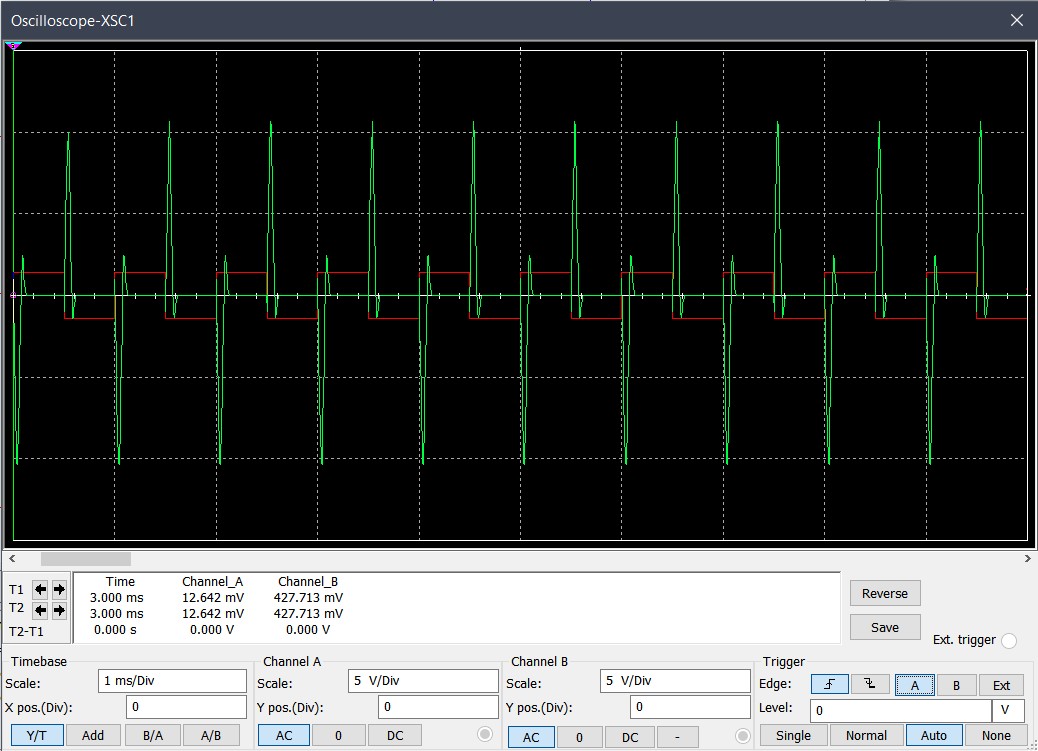 Oscilloscope-XSC1
Time Channel_A Channel_B
T1 3.000 ms 12.642 mV 427.713 mV
T2 3.000 ms 12.642 mV 427.713 mV
T2-T1 0.000 s 0.000 V 0.000 V
Reverse
Save
Ext. trigger
Timebase
Scale: 1 ms/Div
X pos.(Div): 0
Y/T Add B/A A/B
Channel A
Scale: 5 V/Div
Y pos.(Div): 0
AC 0 DC
Channel B
Scale: 5 V/Div
Y pos.(Div): 0
AC 0 DC -
Trigger
Edge: A B Ext
Level: 0 V
Single Normal Auto None